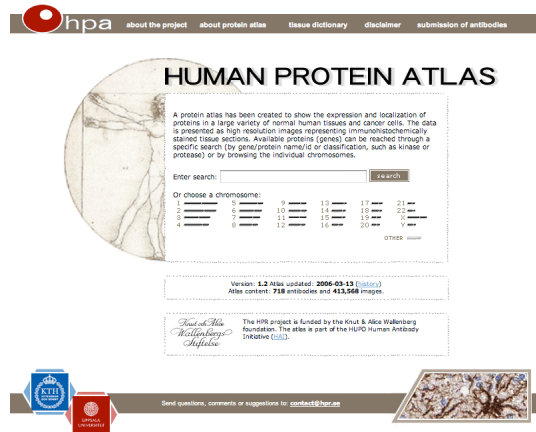 hpa
about the project about protein atlas tissue dictionary disclaimer submission of antibodies
HUMAN PROTEIN ATLAS
A protein atlas has been created to show the expression and localization of
proteins in a large variety of normal human tissues and cancer cells. The data
is presented as high resolution images representing immunohistochemically
stained tissue sections. Available proteins (genes) can be reached through a
specific search (by gene/protein name/id or classification, such as kinase or
protease) or by browsing the individual chromosomes.
Enter search: search
Or choose a chromosome:
1 5 9 13 17 21
2 6 10 14 18 22
3 7 11 15 19 X
4 8 12 16 20 Y
OTHER
Version: 1.2 Atlas updated: 2006-03-13 (history)
Atlas content: 718 antibodies and 413,568 images.
Knut och Alice
Wallenbergs
Stiftelse
The HPR project is funded by the Knut & Alice Wallenberg
foundation. The atlas is part of the HUPO Human Antibody
Initiative (HAI).
KTH
UPPSALA
UNIVERSITET
Send questions, comments or suggestions to: contact@hpr.se